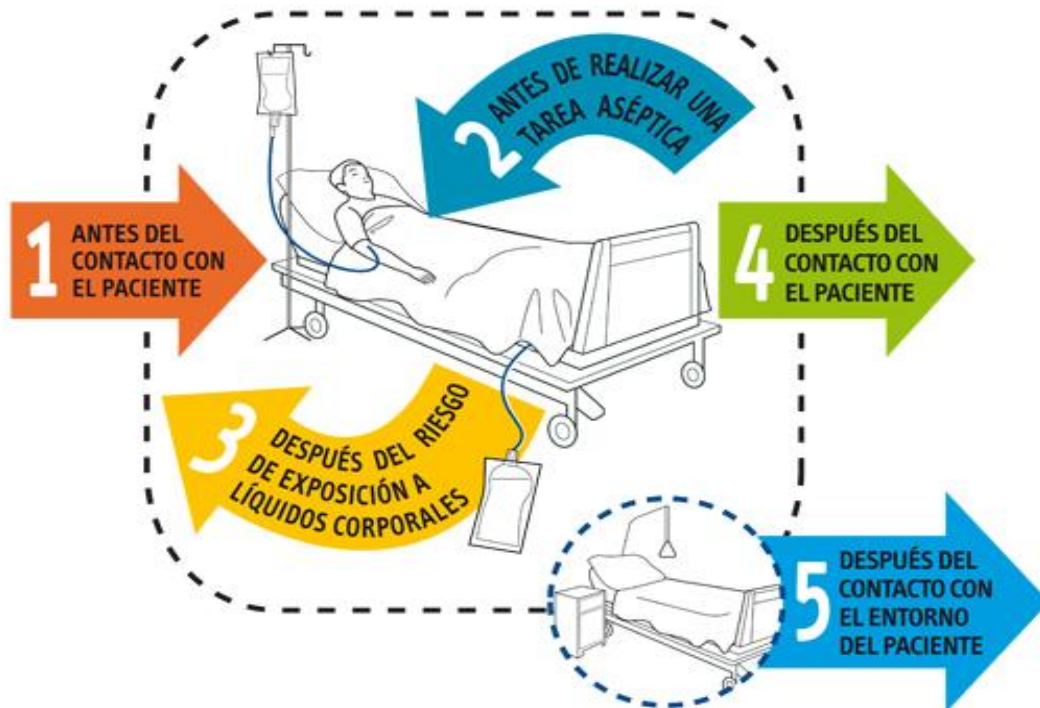 1
ANTES DEL
CONTACTO CON
EL PACIENTE
2
ANTES DE REALIZAR UNA
TAREA ASÉPTICA
3
DESPUÉS DEL RIESGO
DE EXPOSICIÓN A
LÍQUIDOS CORPORALES
4
DESPUÉS DEL
CONTACTO CON
EL PACIENTE
5
DESPUÉS DEL
CONTACTO CON
EL ENTORNO
DEL PACIENTE